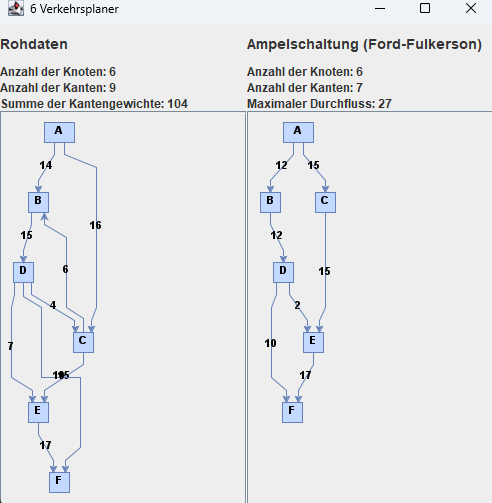 6 Verkehrsplaner
Rohdaten
Anzahl der Knoten: 6
Anzahl der Kanten: 9
Summe der Kantengewichte: 104
A
14
B
16
15
6
D
4
C
7
15
E
17
F
Ampelschaltung (Ford-Fulkerson)
Anzahl der Knoten: 6
Anzahl der Kanten: 7
Maximaler Durchfluss: 27
A
12
15
B
C
12
D
15
2
10
E
17
F